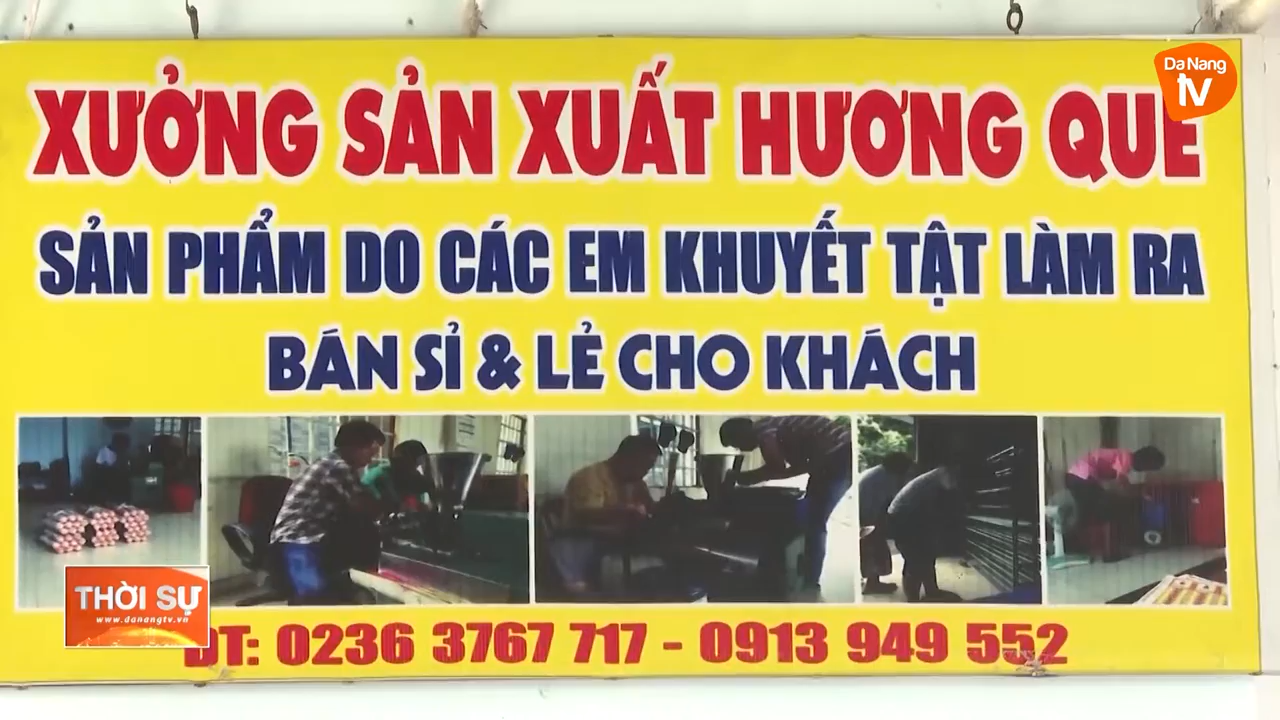 Da Nang
tv
XƯỞNG SẢN XUẤT HƯƠNG QUE
SẢN PHẨM DO CÁC EM KHUYẾT TẬT LÀM RA
BÁN SỈ & LẺ CHO KHÁCH
THỜI SỰ
www.danangtv.vn
ĐT: 0236 3767 717 - 0913 949 552